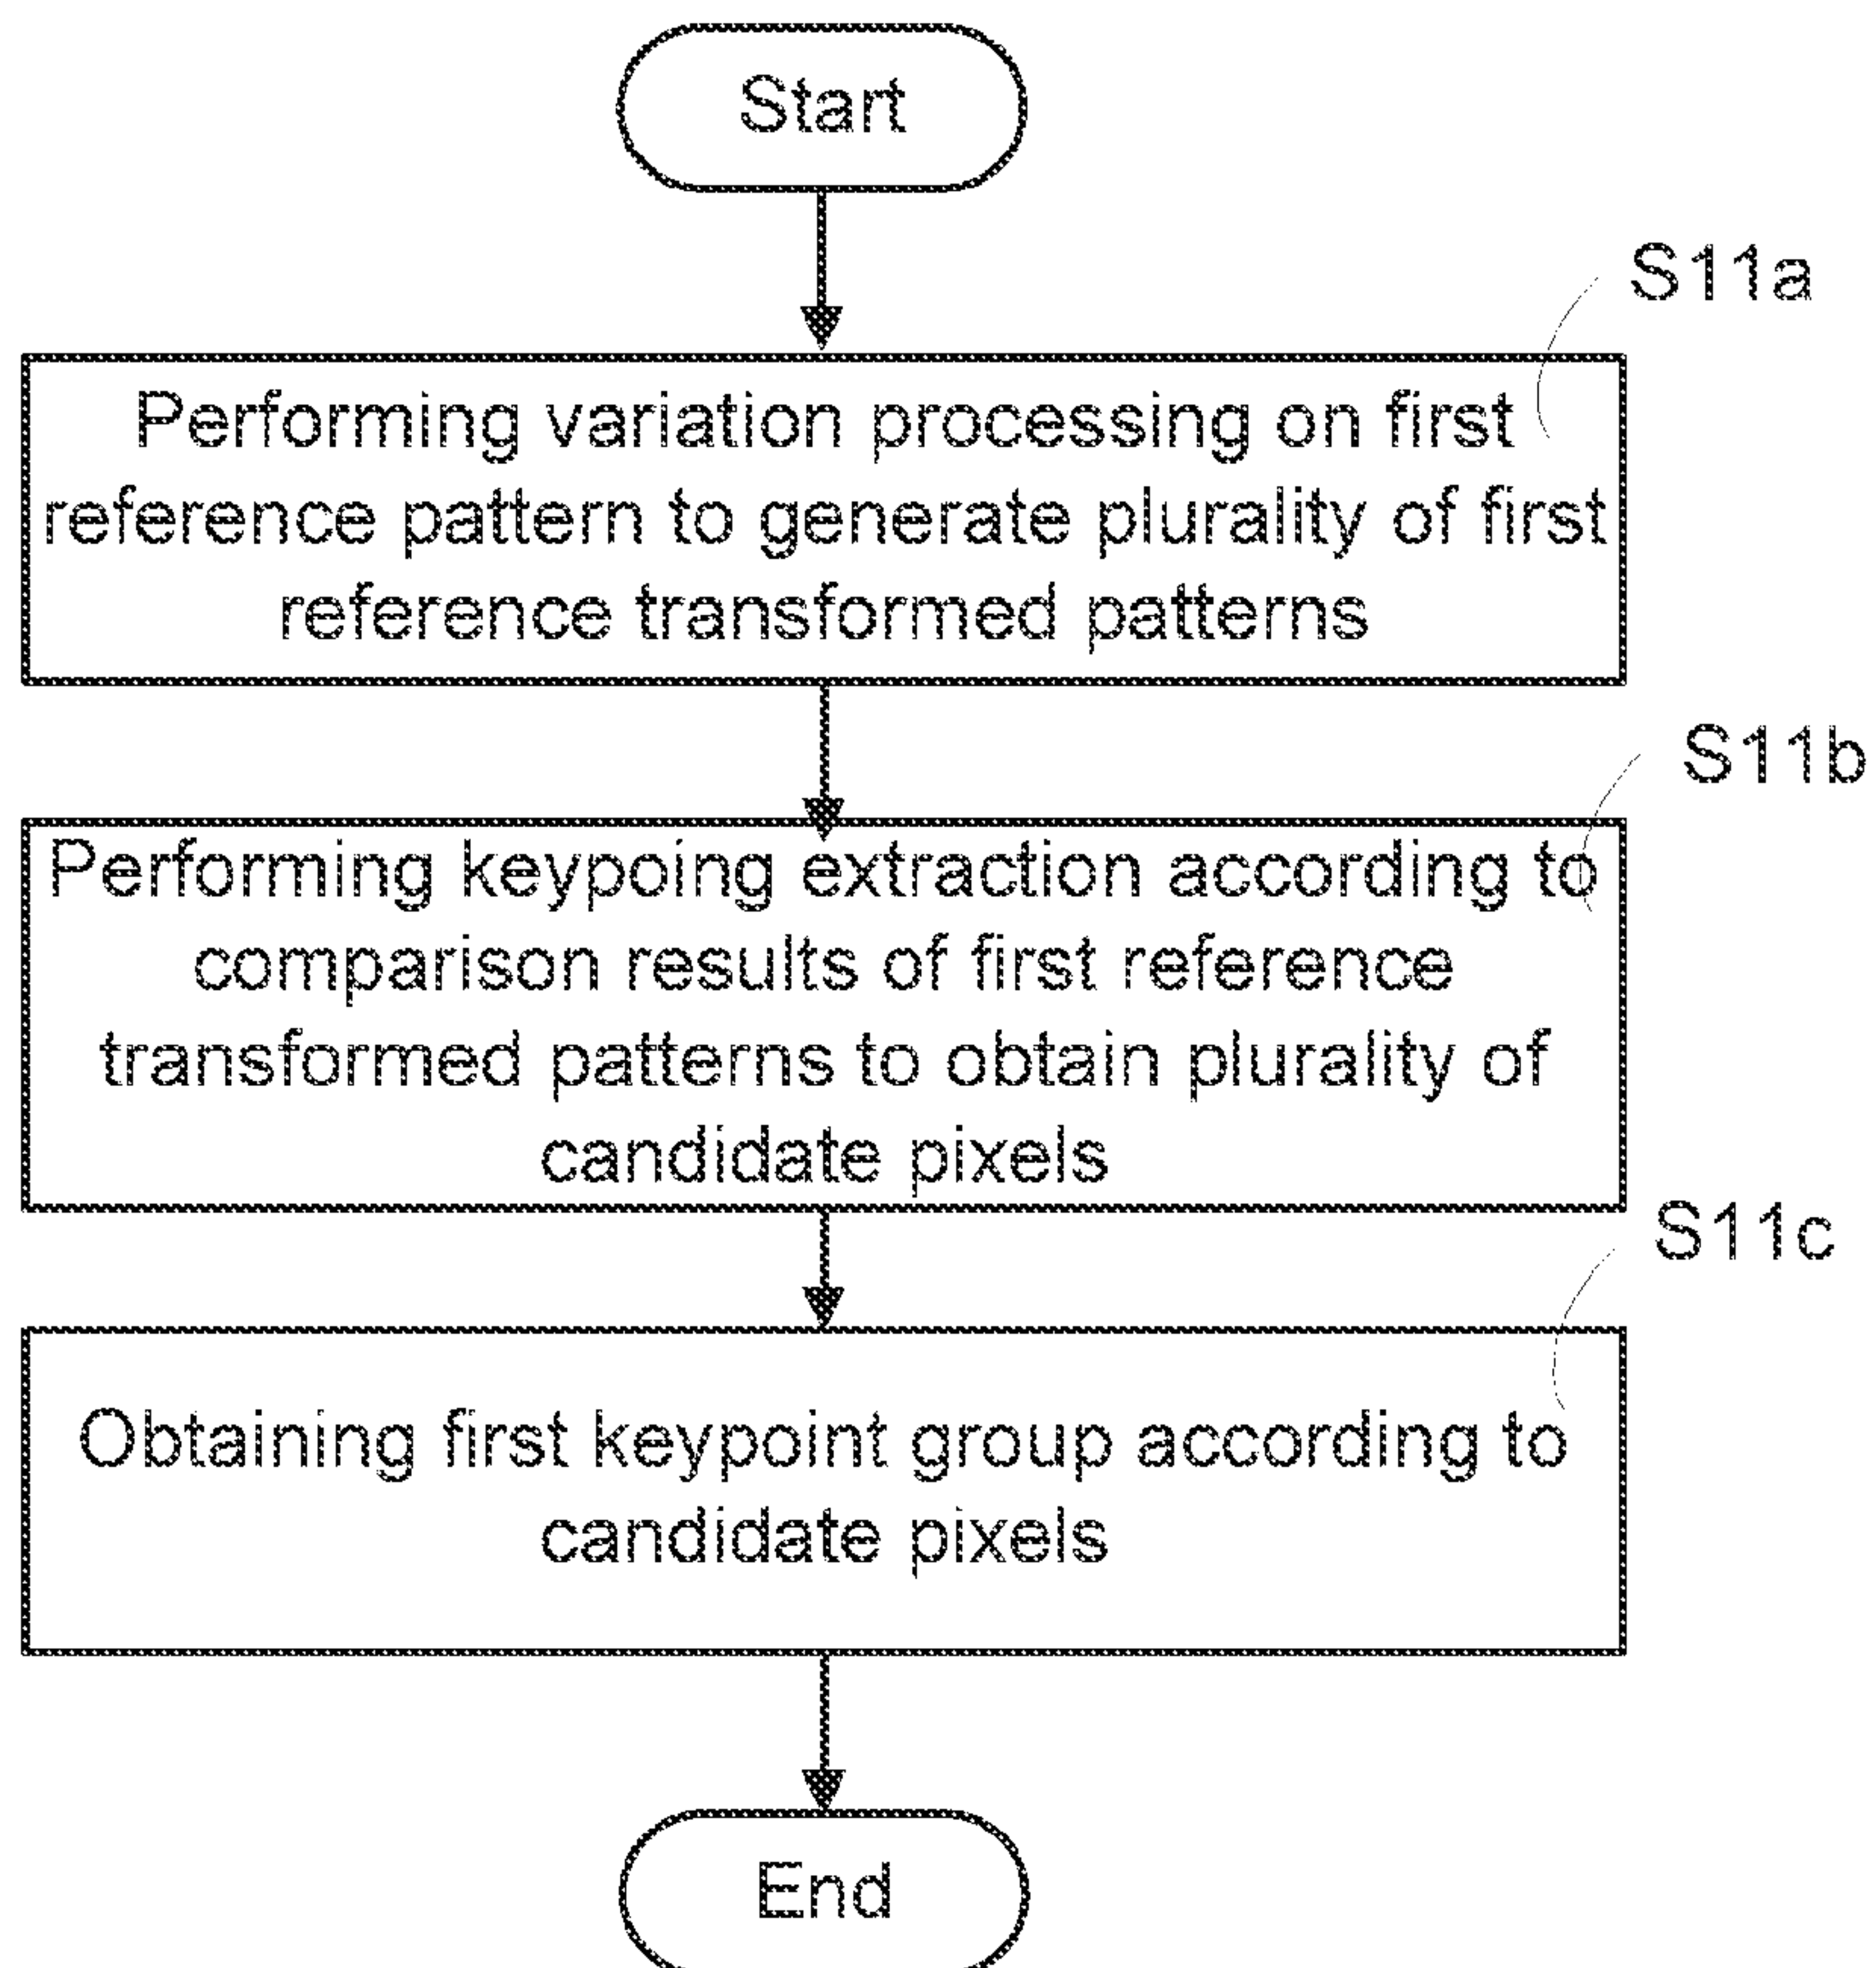 Start
S11a
Performing variation processing on first
reference pattern to generate plurality of first
reference transformed patterns
S11b
Performing keypoing extraction according to
comparison results of first reference
transformed patterns to obtain plurality of
candidate pixels
S11c
Obtaining first keypoint group according to
candidate pixels
End